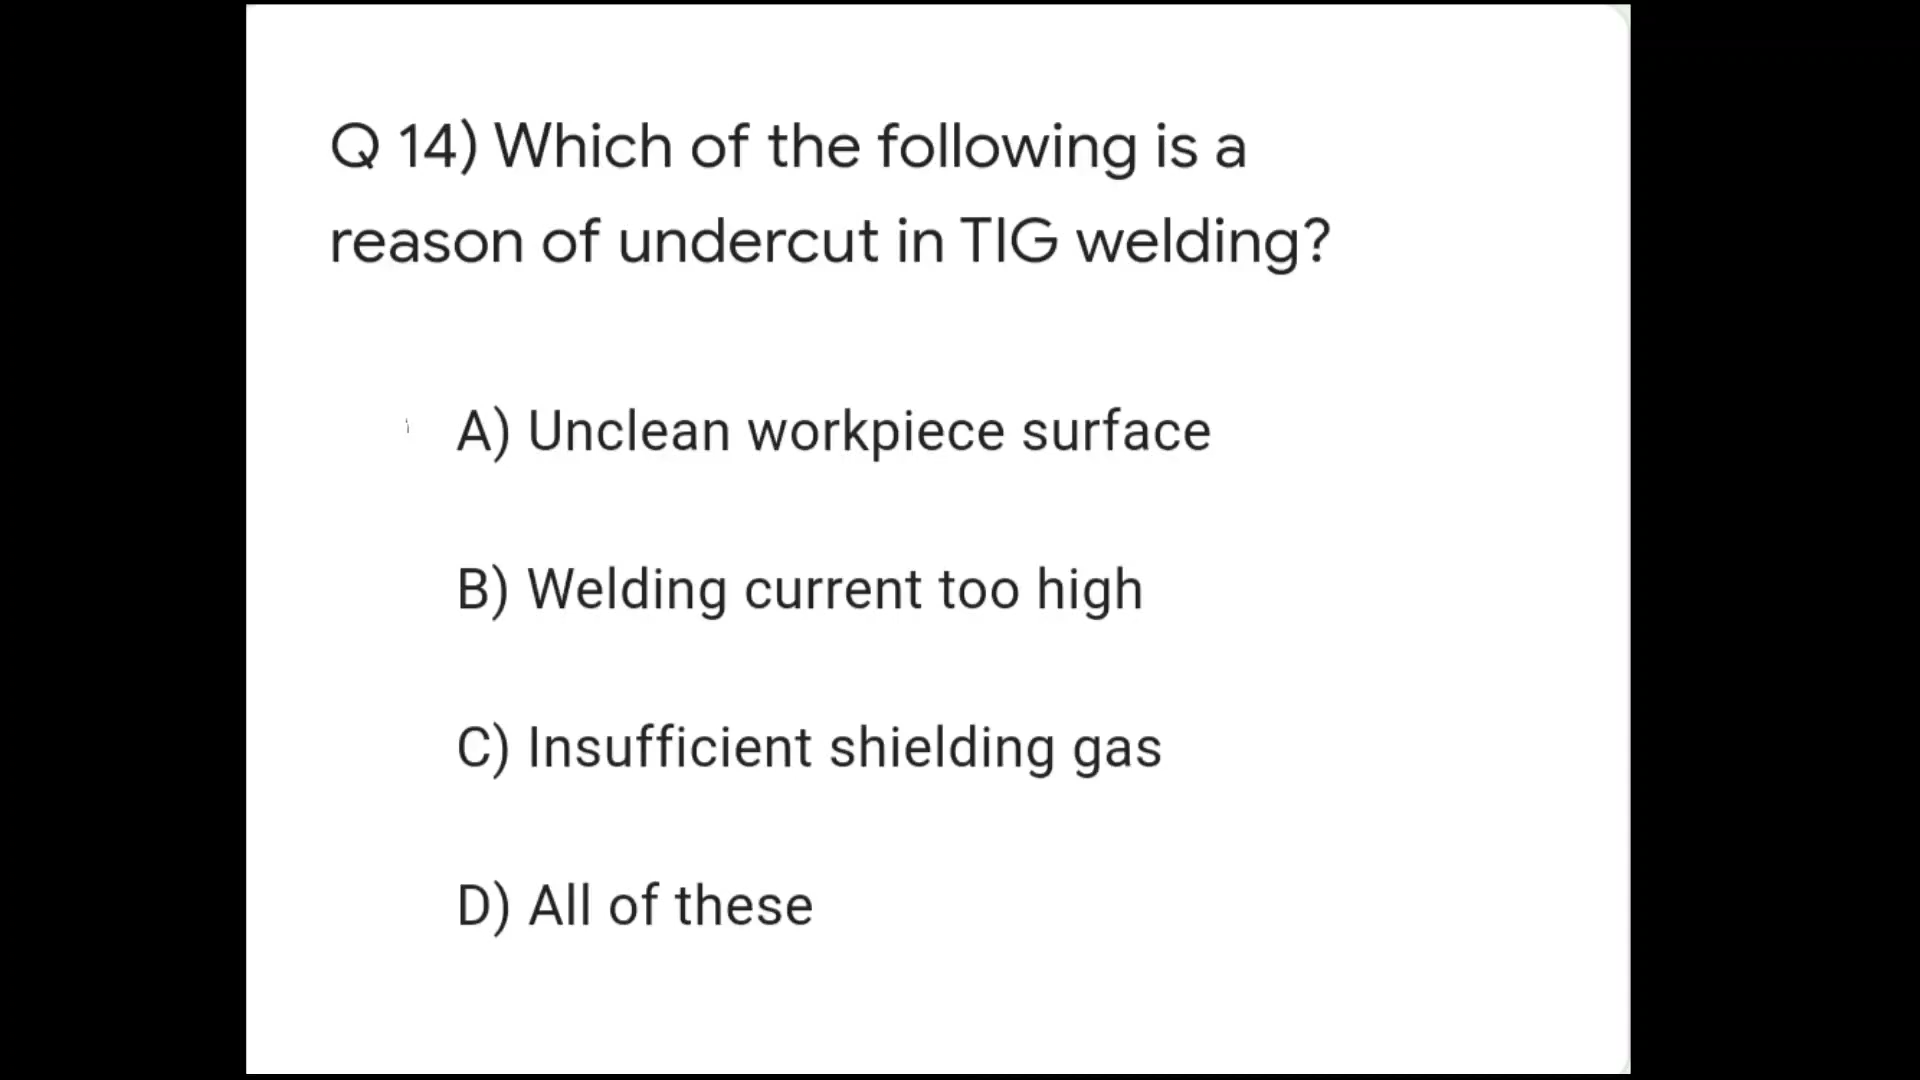 Q 14) Which of the following is a
reason of undercut in TIG welding?
A) Unclean workpiece surface
B) Welding current too high
C) Insufficient shielding gas
D) All of these